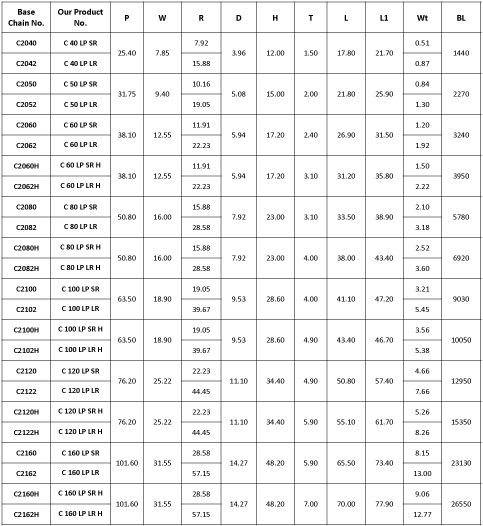 Base Chain No. Our Product No. P W R D H T L L1 Wt BL
C2040 C 40 LP SR 25.40 7.85 7.92 3.96 12.00 1.50 17.80 21.70 0.51 1440
C2042 C 40 LP LR 15.88 0.87
C2050 C 50 LP SR 31.75 9.40 10.16 5.08 15.00 2.00 21.80 25.90 0.84 2270
C2052 C 50 LP LR 19.05 1.30
C2060 C 60 LP SR 38.10 12.55 11.91 5.94 17.20 2.40 26.90 31.50 1.20 3240
C2062 C 60 LP LR 22.23 1.92
C2060H C 60 LP SR H 38.10 12.55 11.91 5.94 17.20 3.10 31.20 35.80 1.50 3950
C2062H C 60 LP LR H 22.23 2.22
C2080 C 80 LP SR 50.80 16.00 15.88 7.92 23.00 3.10 33.50 38.90 2.10 5780
C2082 C 80 LP LR 28.58 3.18
C2080H C 80 LP SR H 50.80 16.00 15.88 7.92 23.00 4.00 38.00 43.40 2.52 6920
C2082H C 80 LP LR H 28.58 3.60
C2100 C 100 LP SR 63.50 18.90 19.05 9.53 28.60 4.00 41.10 47.20 3.21 9030
C2102 C 100 LP LR 39.67 5.45
C2100H C 100 LP SR H 63.50 18.90 19.05 9.53 28.60 4.90 43.40 46.70 3.56 10050
C2102H C 100 LP LR H 39.67 5.38
C2120 C 120 LP SR 76.20 25.22 22.23 11.10 34.40 4.90 50.80 57.40 4.66 12950
C2122 C 120 LP LR 44.45 7.66
C2120H C 120 LP SR H 76.20 25.22 22.23 11.10 34.40 5.90 55.10 61.70 5.26 15350
C2122H C 120 LP LR H 44.45 8.26
C2160 C 160 LP SR 101.60 31.55 28.58 14.27 48.20 5.90 65.50 73.40 8.15 23130
C2162 C 160 LP LR 57.15 13.00
C2160H C 160 LP SR H 101.60 31.55 28.58 14.27 48.20 7.00 70.00 77.90 9.06 26550
C2162H C 160 LP LR H 57.15 12.77